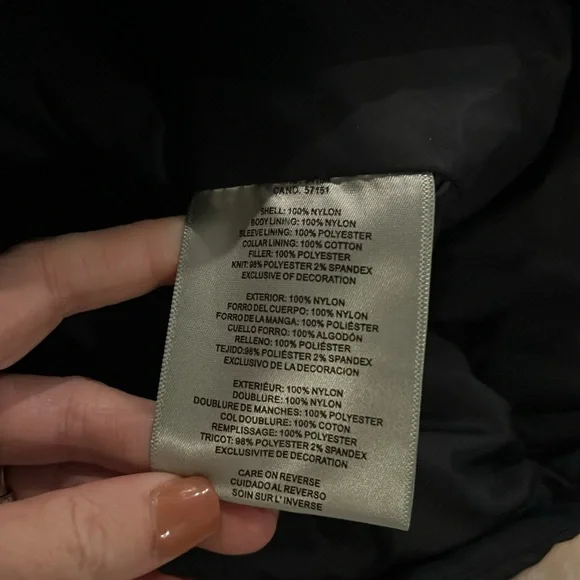 CANO. 57151
SHELL: 100% NYLON
BODY LINING: 100% NYLON
SLEEVE LINING: 100% POLYESTER
COLLAR LINING: 100% COTTON
FILLER: 100% POLYESTER
KNIT: 98% POLYESTER 2% SPANDEX
EXCLUSIVE OF DECORATION
EXTERIOR: 100% NYLON
FORRO DEL CUERPO: 100% NYLON
FORRO DE LA MANGA: 100% POLIÉSTER
CUELLO FORRO: 100% ALGODÓN
RELLENO: 100% POLIÉSTER
TEJIDO:98% POLIÉSTER 2% SPANDEX
EXCLUSIVO DE LA DECORACION
EXTERIEÚR: 100% NYLON
DOUBLURE: 100% NYLON
DOUBLURE DE MANCHES: 100% POLYESTER
COL DOUBLURE: 100% COTON
REMPLISSAGE: 100% POLYESTER
TRICOT: 98% POLYESTER 2% SPANDEX
EXCLUSIVITE DE DECORATION
CARE ON REVERSE
CUIDADO AL REVERSO
SOIN SUR L' INVERSE